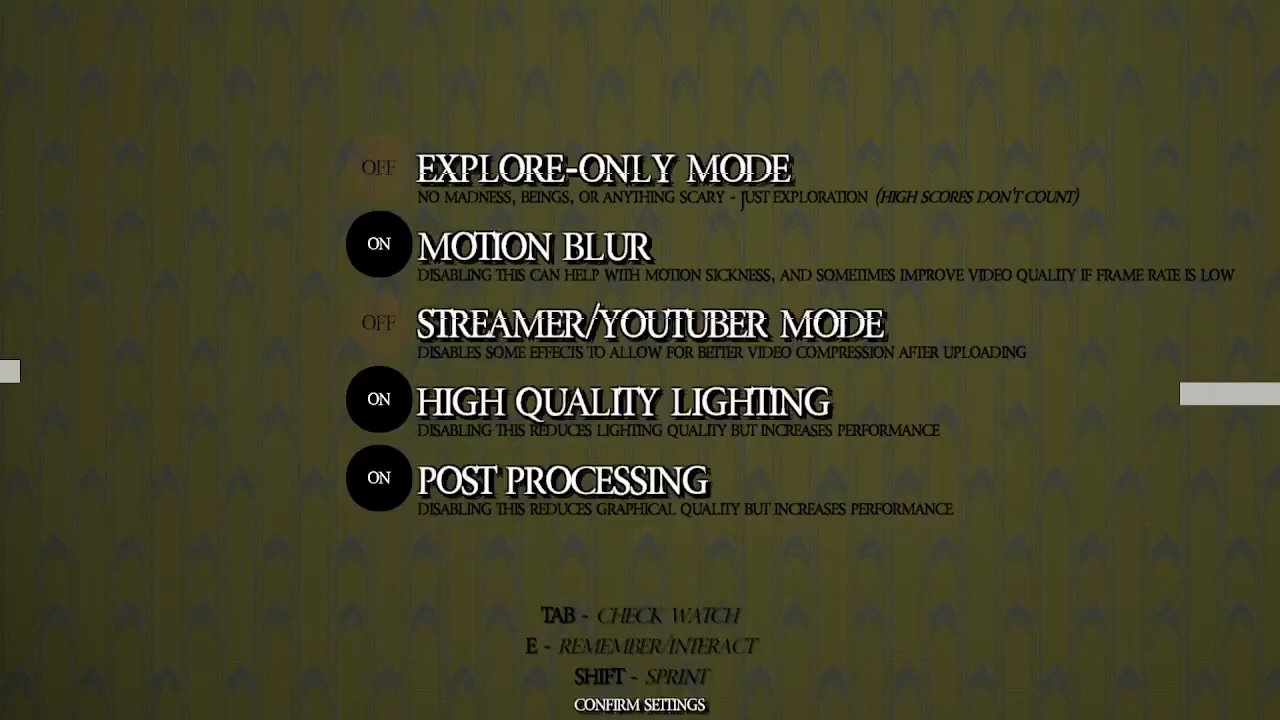 OFF EXPLORE-ONLY MODE
NO MADNESS, BEINGS, OR ANYTHING SCARY - JUST EXPLORATION (HIGH SCORES DON'T COUNT)
ON MOTION BLUR
DISABLING THIS CAN HELP WITH MOTION SICKNESS, AND SOMETIMES IMPROVE VIDEO QUALITY IF FRAME RATE IS LOW
OFF STREAMER/YOUTUBER MODE
DISABLES SOME EFFECTS TO ALLOW FOR BETTER VIDEO COMPRESSION AFTER UPLOADING
ON HIGH QUALITY LIGHTING
DISABLING THIS REDUCES LIGHTING QUALITY BUT INCREASES PERFORMANCE
ON POST PROCESSING
DISABLING THIS REDUCES GRAPHICAL QUALITY BUT INCREASES PERFORMANCE
TAB - CHECK WATCH
E - REMEMBER/INTERACT
SHIFT - SPRINT
CONFIRM SETTINGS